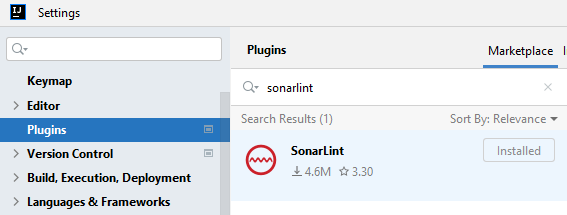 IJ
Settings
Plugins
Marketplace
Keymap
Editor
Plugins
Version Control
Build, Execution, Deployment
Languages & Frameworks
sonarlint
Search Results (1)
Sort By: Relevance
SonarLint
Installed
4.6M
3.30